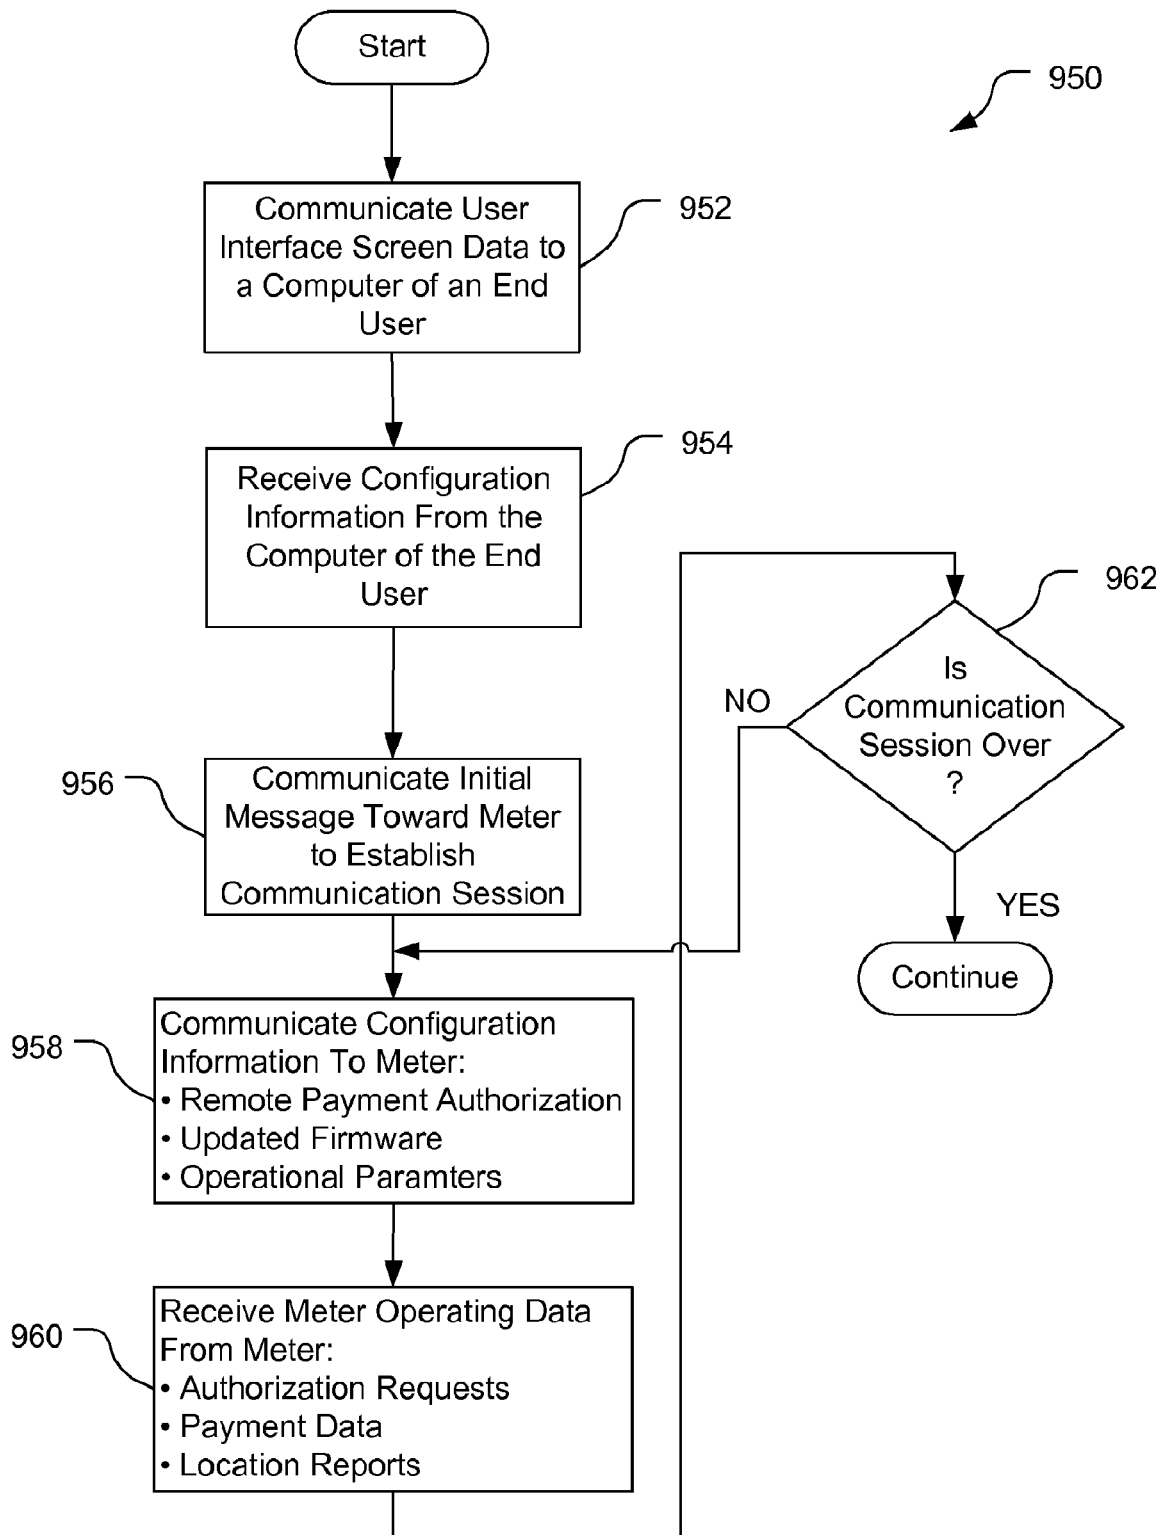 Start
950
Communicate User
Interface Screen Data to
a Computer of an End
User
952
Receive Configuration
Information From the
Computer of the End
User
954
Communicate Initial
Message Toward Meter
to Establish
Communication Session
956
Communicate Configuration
Information To Meter:
• Remote Payment Authorization
• Updated Firmware
• Operational Paramters
958
Receive Meter Operating Data
From Meter:
• Authorization Requests
• Payment Data
• Location Reports
960
Is
Communication
Session Over
?
962
NO
YES
Continue